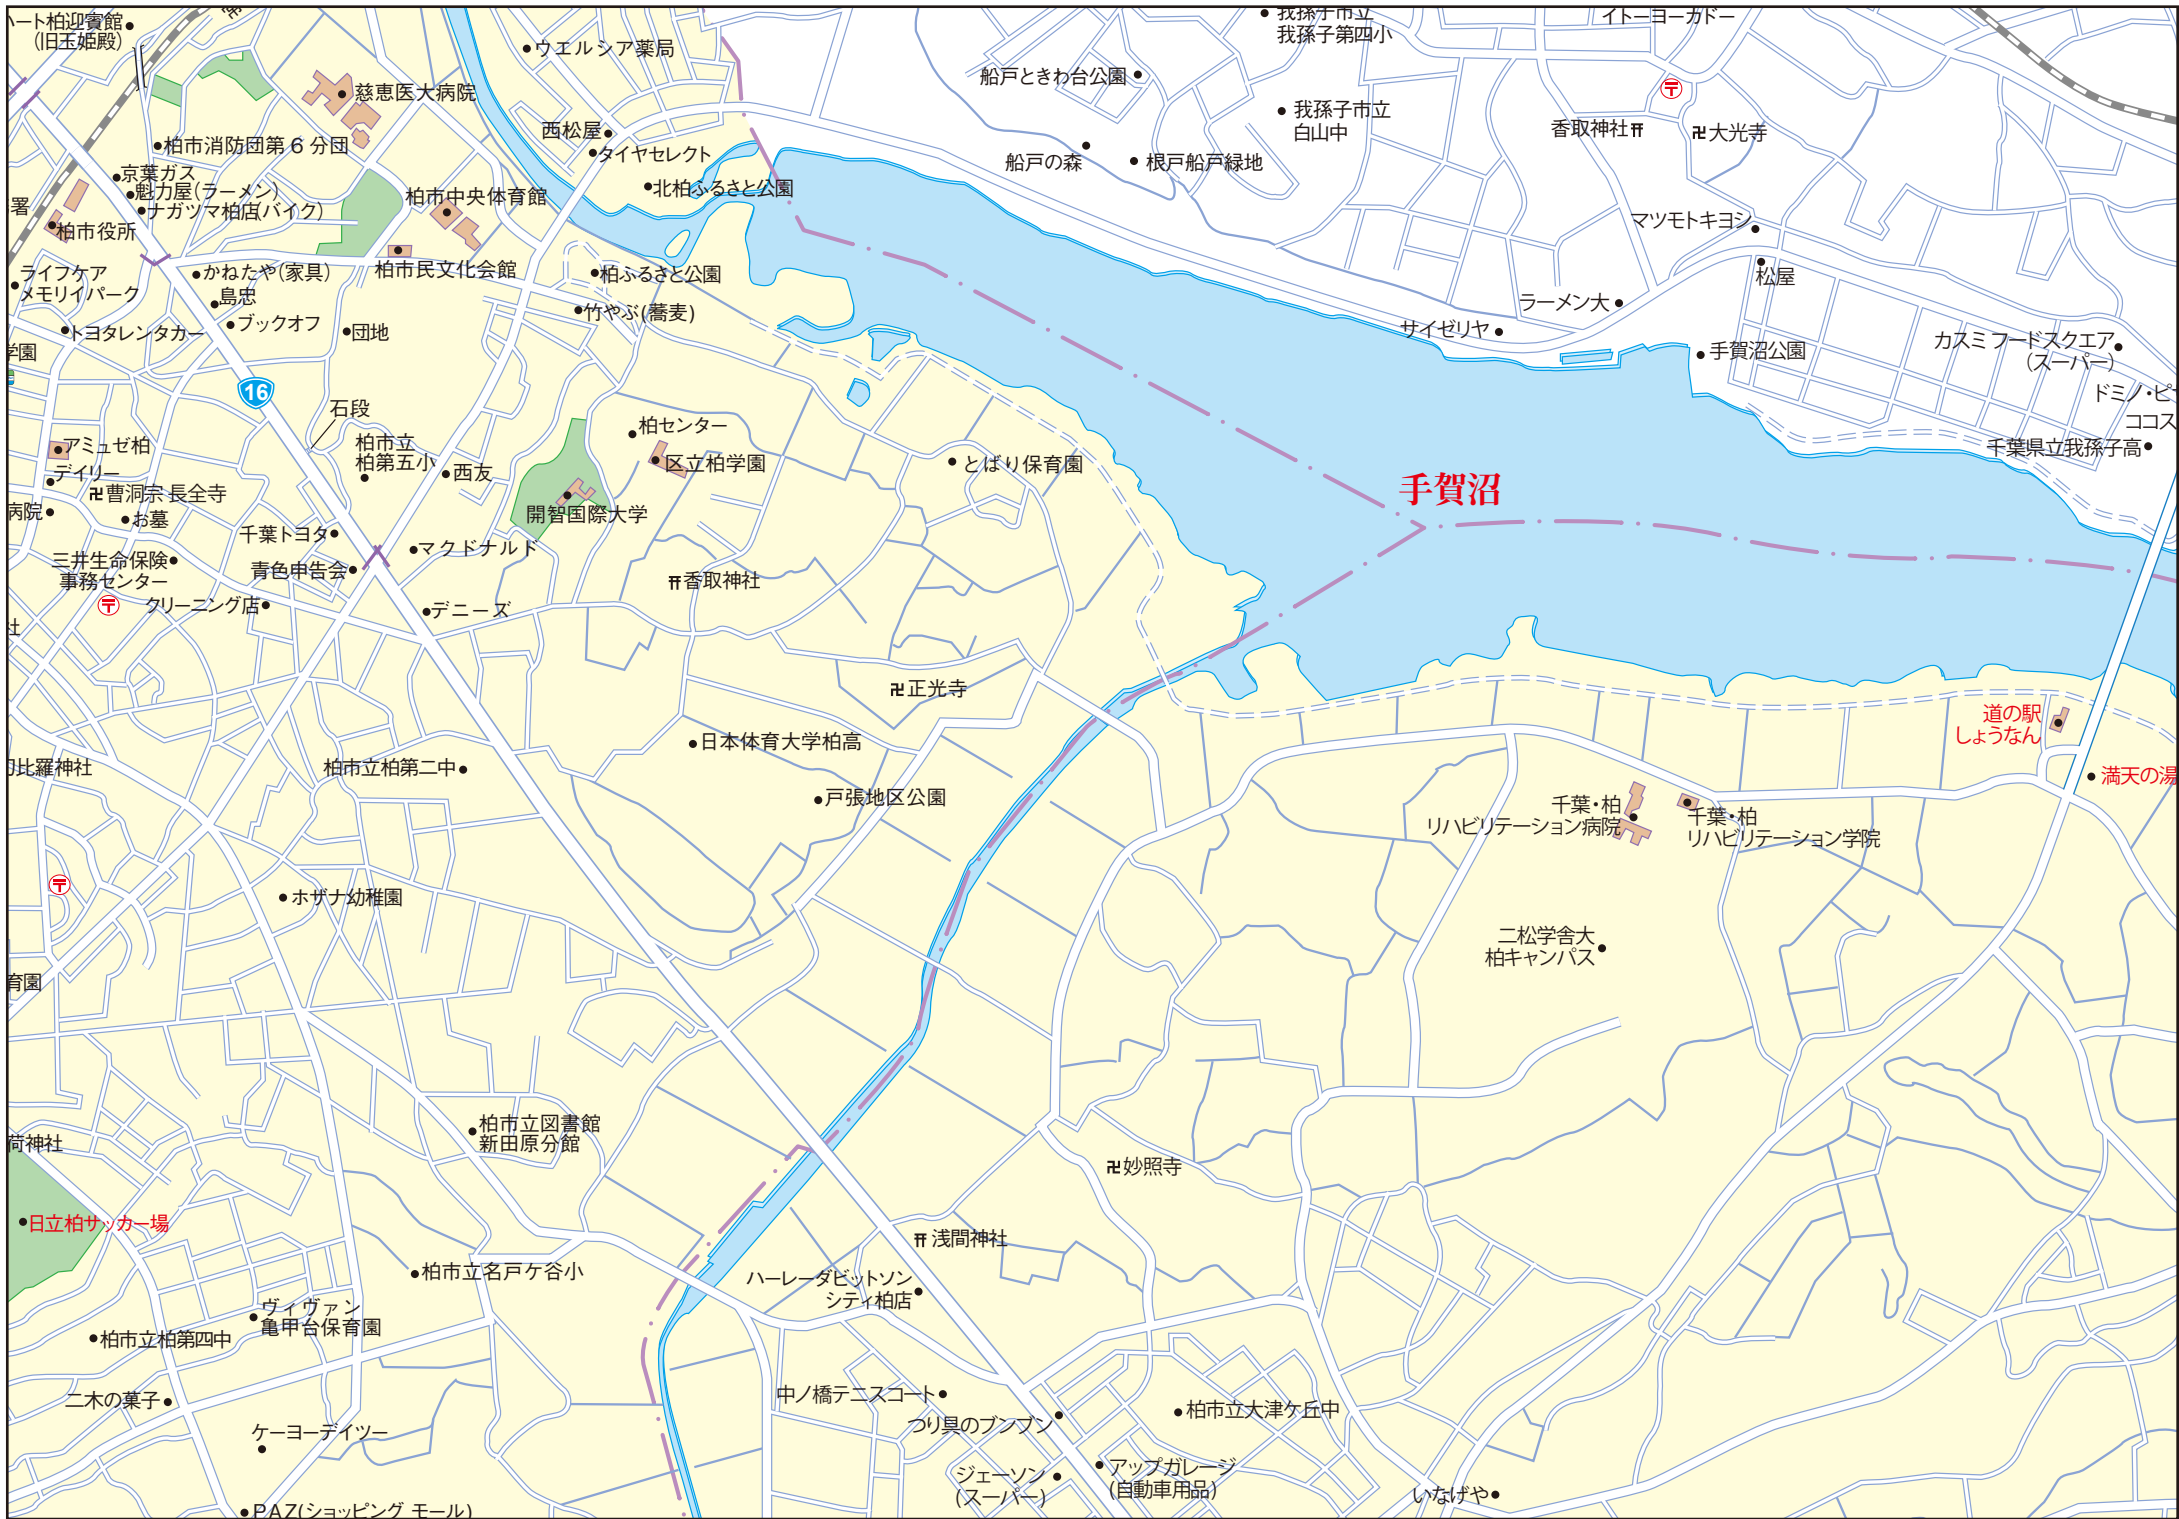 ハート柏迎賓館
(旧玉姫殿)
ウエルシア薬局
我孫子市立
我孫子第四小
イトーヨーカドー
船戸ときわ台公園
慈恵医大病院
我孫子市立
白山中
香取神社
大光寺
西松屋
タイヤセレクト
柏市消防団第6分団
船戸の森
根戸船戸緑地
京葉ガス
魁力屋(ラーメン)
ナガツマ柏店(バイク)
北柏ふるさと公園
柏市中央体育館
署
柏市役所
マツモトキヨシ
柏市民文化会館
かねたや(家具)
柏ふるさと公園
松屋
ライフケア
メモリイパーク
島忠
ブックオフ
竹やぶ(蕎麦)
ラーメン大
サイゼリヤ
トヨタレンタカー
団地
手賀沼公園
カスミフードスクエア
(スーパー)
学園
16
ドミノ・ピ
ココス
石段
柏センター
柏市立
柏第五小
アミュゼ柏
デイリー
西友
区立柏学園
とばり保育園
千葉県立我孫子高
手賀沼
曹洞宗 長全寺
病院
お墓
開智国際大学
千葉トヨタ
マクドナルド
三井生命保険
事務センター
青色申告会
香取神社
クリーニング店
デニーズ
社
正光寺
道の駅
しょうなん
日本体育大学柏高
比羅神社
柏市立柏第二中
満天の湯
戸張地区公園
千葉・柏
リハビリテーション病院
千葉・柏
リハビリテーション学院
ホザナ幼稚園
二松学舎大
柏キャンパス
育園
柏市立図書館
新田原分館
荷神社
妙照寺
日立柏サッカー場
浅間神社
柏市立名戸ケ谷小
ハーレーダビットソン
シティ柏店
ヴィヴァン
亀甲台保育園
柏市立柏第四中
二木の菓子
中ノ橋テニスコート
つり具のブンブン
柏市立大津ケ丘中
ケーヨーデイツー
ジェーソン
(スーパー)
アップガレージ
(自動車用品)
いなげや
PAZ(ショッピング モール)